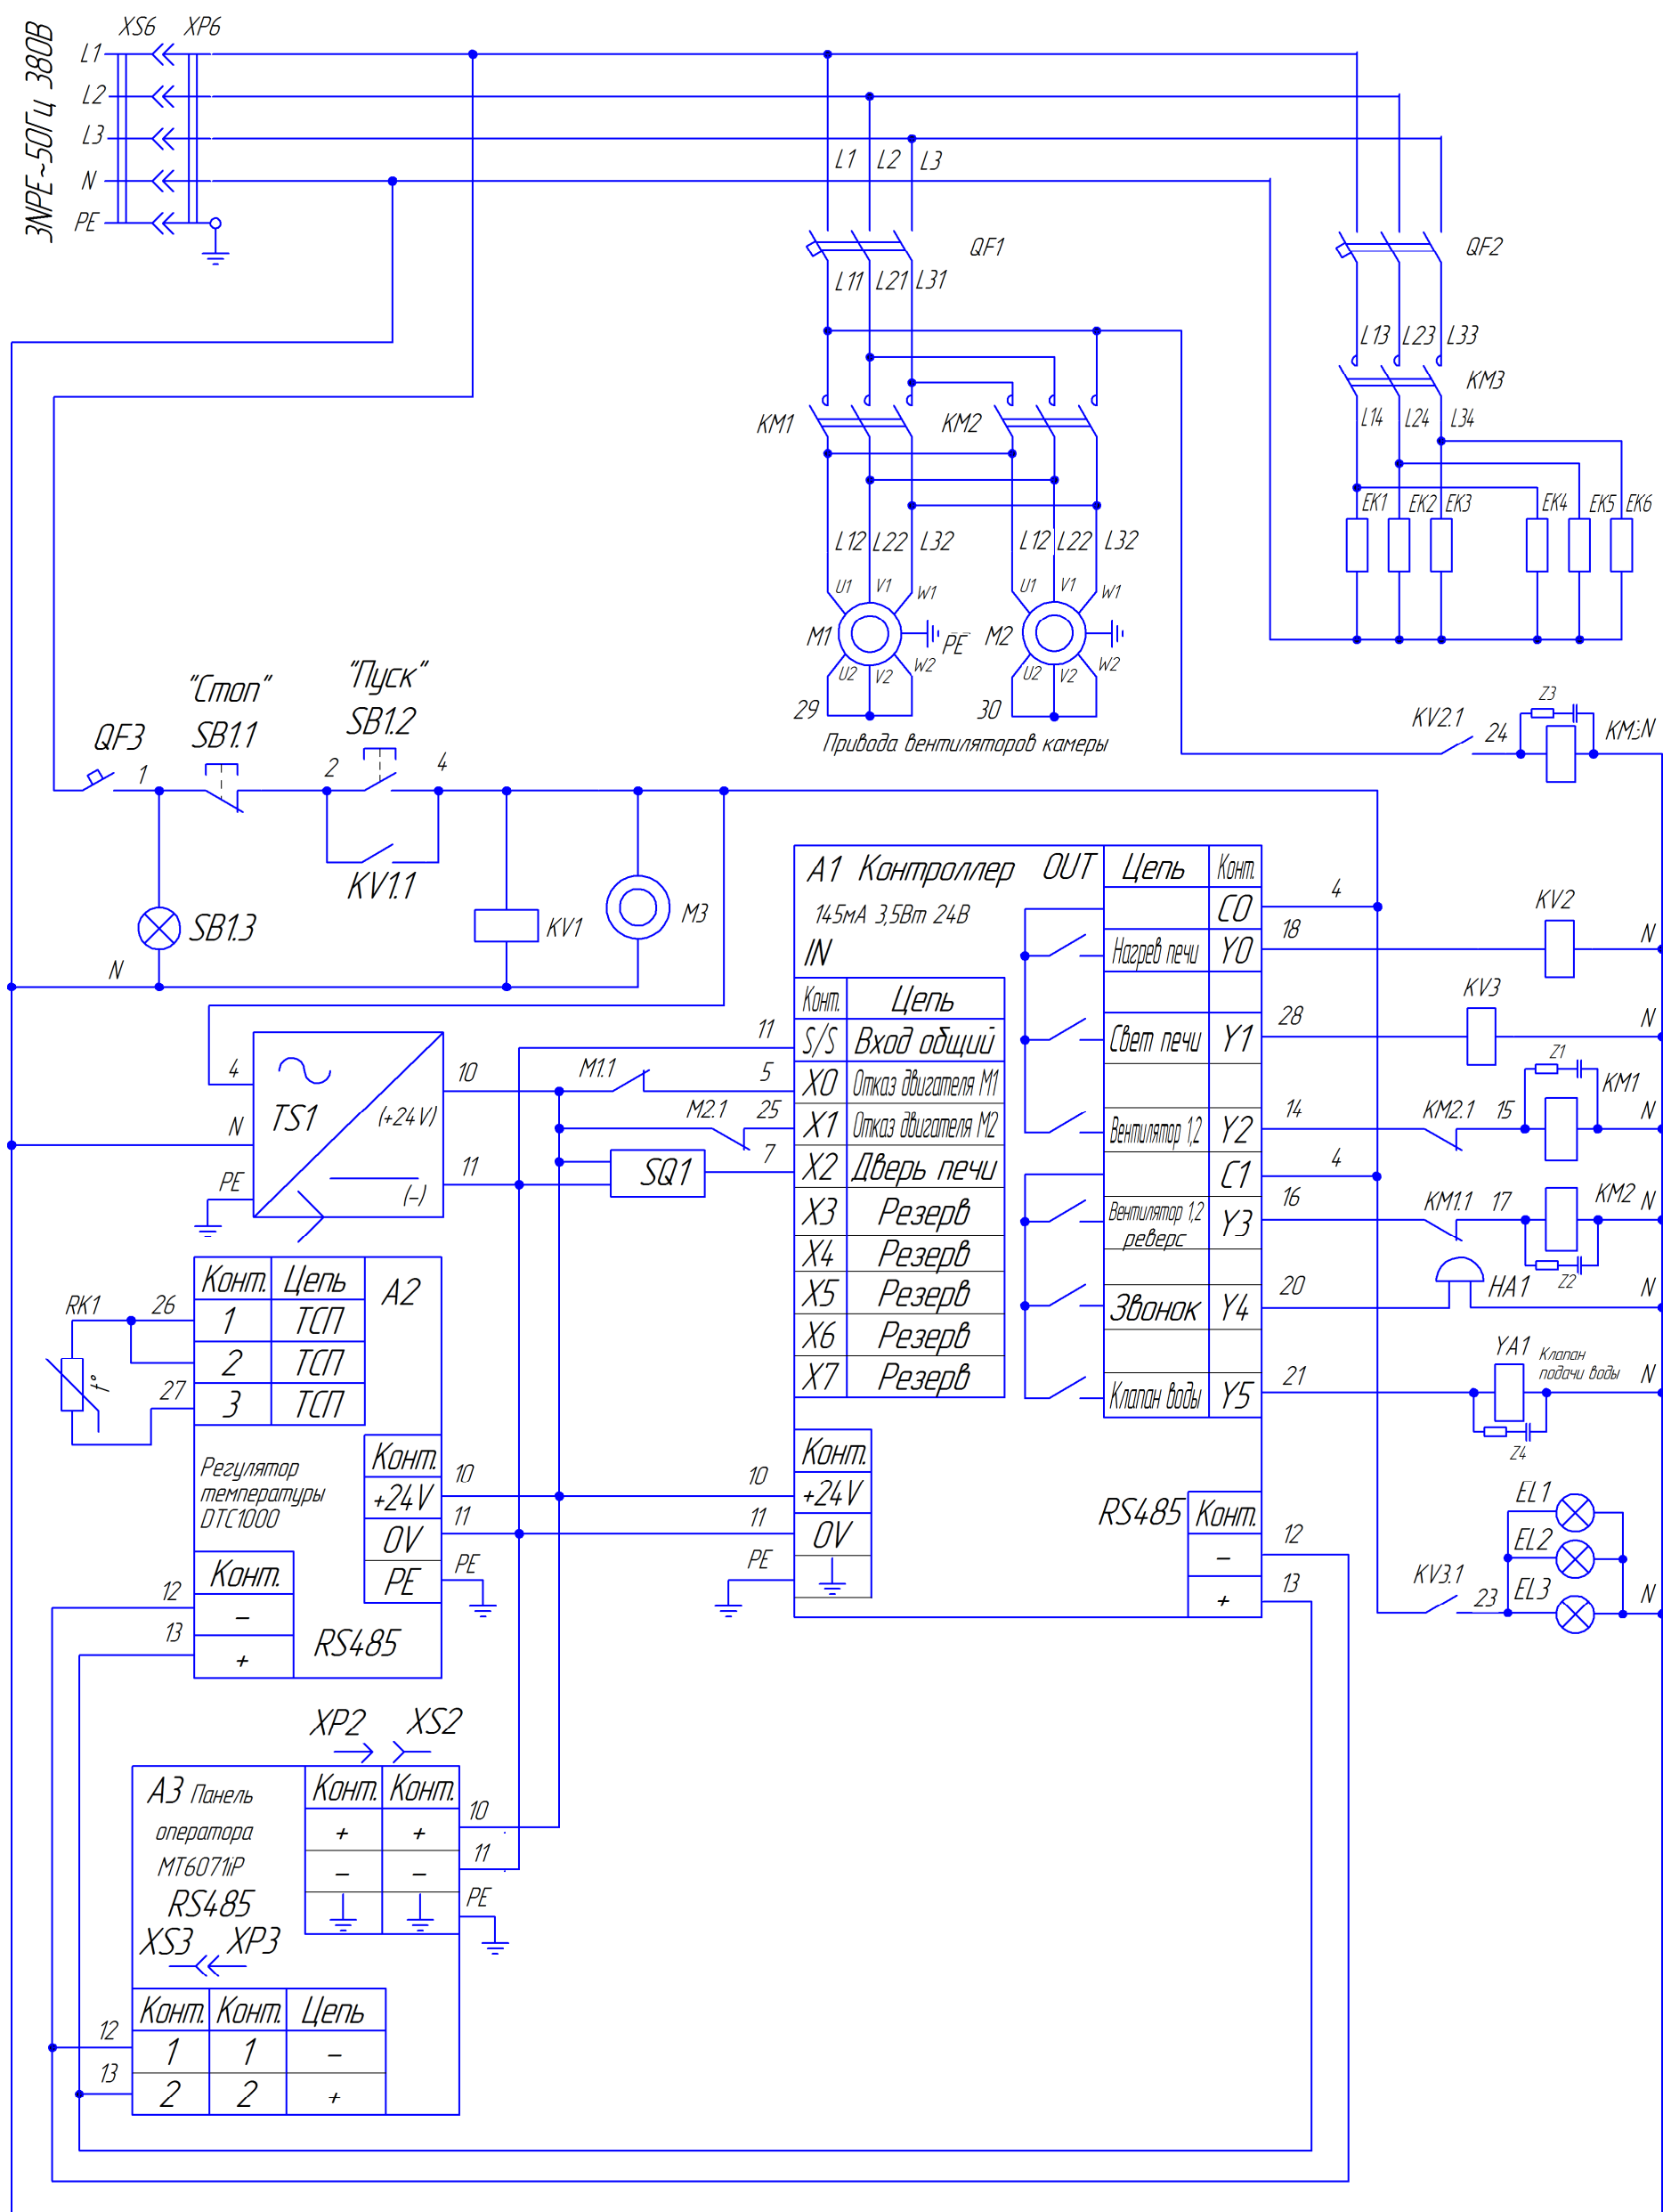 3NPE~50Гц 380В
XS6 XP6
L1
L2
L3
N
PE
L1 L2 L3
QF1
QF2
L11 L21 L31
L13 L23 L33
KM1
KM2
KM3
L14 L24 L34
EK1 EK2 EK3 EK4 EK5 EK6
L12 L22 L32
L12 L22 L32
U1 V1 W1
U1 V1 W1
M1
PE
M2
U2 V2 W2
U2 V2 W2
29
30
Привода вентиляторов камеры
"Стоп"
SB1.1
"Пуск"
SB1.2
QF3
1
2
4
KV1.1
SB1.3
N
KV1
M3
KV2.1
24
Z3
KM3
N
A1 Контроллер OUT
145мА 3,5Вт 24В
IN
Цепь Конт.
C0
Нагрев печи Y0
Свет печи Y1
Вентилятор 1,2 Y2
C1
Вентилятор 1,2
реверс
Y3
Звонок Y4
Клапан воды Y5
Конт. Цепь
S/S Вход общий
X0 Отказ двигателя М1
X1 Отказ двигателя М2
X2 Дверь печи
X3 Резерв
X4 Резерв
X5 Резерв
X6 Резерв
X7 Резерв
Конт.
+24V
0V
RS485 Конт.
-
+
4
18
KV2
N
28
KV3
N
14
KM2.1
15
Z1
KM1
N
4
16
KM1.1
17
KM2
N
Z2
20
HA1
N
21
YA1
Клапан
подачи воды
N
Z4
EL1
EL2
EL3
KV3.1
23
N
12
13
4
N
PE
TS1
(+24V)
(-)
10
11
M1.1
M2.1
SQ1
11
5
25
7
A2
Конт. Цепь
1 ТСП
2 ТСП
3 ТСП
RK1
26
27
t°
Регулятор
температуры
DTC1000
Конт.
+24V
0V
PE
10
11
PE
10
11
PE
Конт.
-
+
RS485
12
13
XP2 XS2
A3 Панель
оператора
MT6071iP
RS485
XS3 XP3
Конт. Конт.
+ +
- -
10
11
PE
Конт. Конт. Цепь
1 1 -
2 2 +
12
13